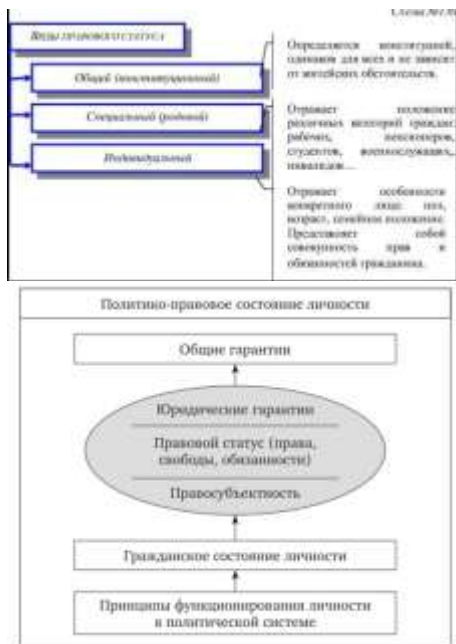 Схема №
ВИДЫ ПРАВОВОГО СТАТУСА
Общий (конституционный)
Специальный (родовой)
Индивидуальный
Определяется конституцией,
одинаков для всех и не зависит
от житейских обстоятельств.
Отражает положение
различных категорий граждан:
рабочих, пенсионеров,
студентов, военнослужащих,
инвалидов…
Отражает особенности
конкретного лица: пол,
возраст, семейное положение.
Представляет собой
совокупность прав и
обязанностей гражданина.
Политико-правовое состояние личности
Общие гарантии
Юридические гарантии
Правовой статус (права,
свободы, обязанности)
Правосубъектность
Гражданское состояние личности
Принципы функционирования личности
в политической системе